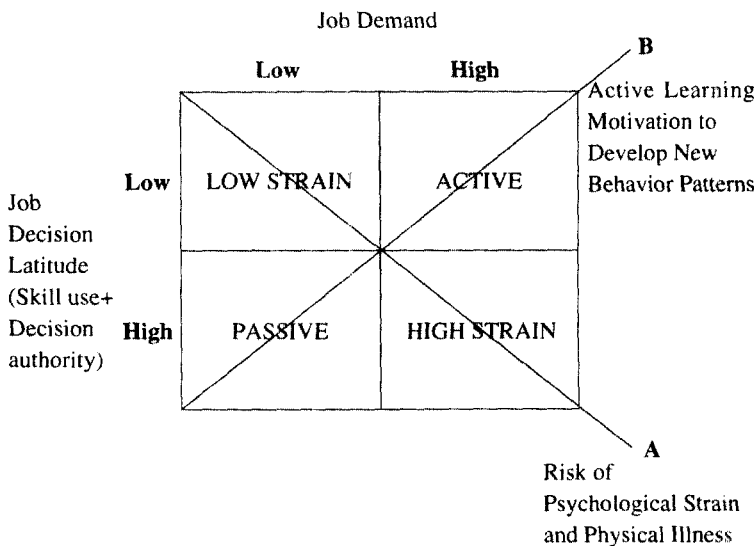 Job Demand
B
Low High
Active Learning
Motivation to
Develop New
Behavior Patterns
Low LOW STRAIN ACTIVE
Job
Decision
Latitude
(Skill use+
Decision
authority)
High PASSIVE HIGH STRAIN
A
Risk of
Psychological Strain
and Physical Illness